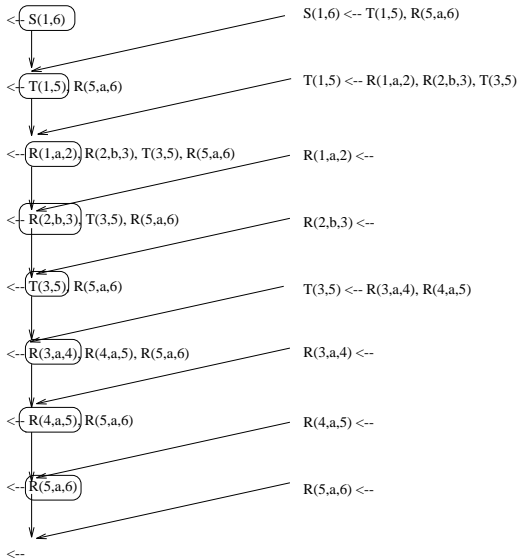 <-- S(1,6)
S(1,6) <-- T(1,5), R(5,a,6)
<-- T(1,5), R(5,a,6)
T(1,5) <-- R(1,a,2), R(2,b,3), T(3,5)
<-- R(1,a,2), R(2,b,3), T(3,5), R(5,a,6)
R(1,a,2) <--
<-- R(2,b,3), T(3,5), R(5,a,6)
R(2,b,3) <--
<-- T(3,5), R(5,a,6)
T(3,5) <-- R(3,a,4), R(4,a,5)
<-- R(3,a,4), R(4,a,5), R(5,a,6)
R(3,a,4) <--
<-- R(4,a,5), R(5,a,6)
R(4,a,5) <--
<-- R(5,a,6)
R(5,a,6) <--
<--